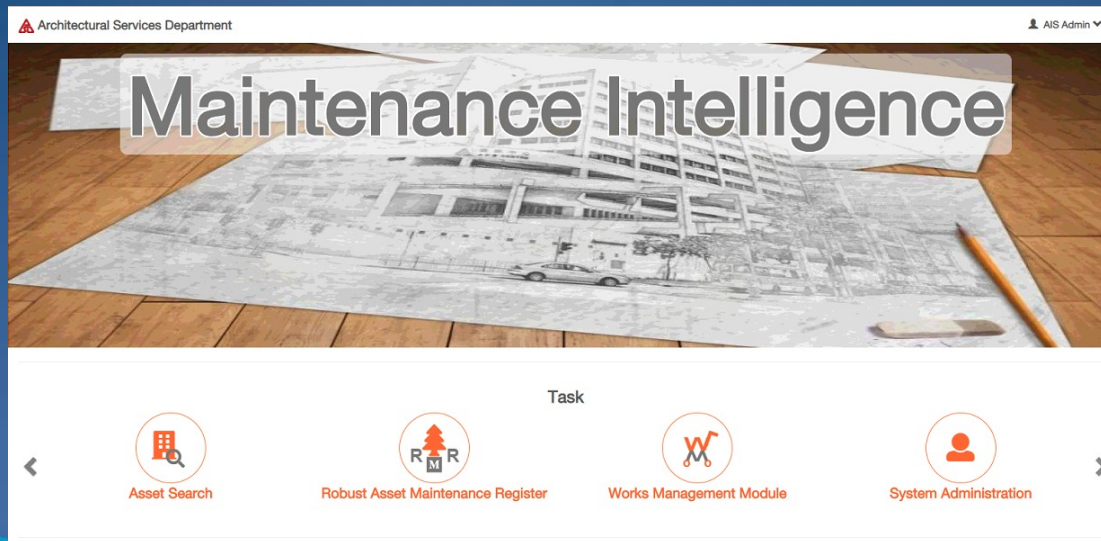 Architectural Services Department
AIS Admin
Maintenance Intelligence
Task
R M R
Asset Search
Robust Asset Maintenance Register
Works Management Module
System Administration